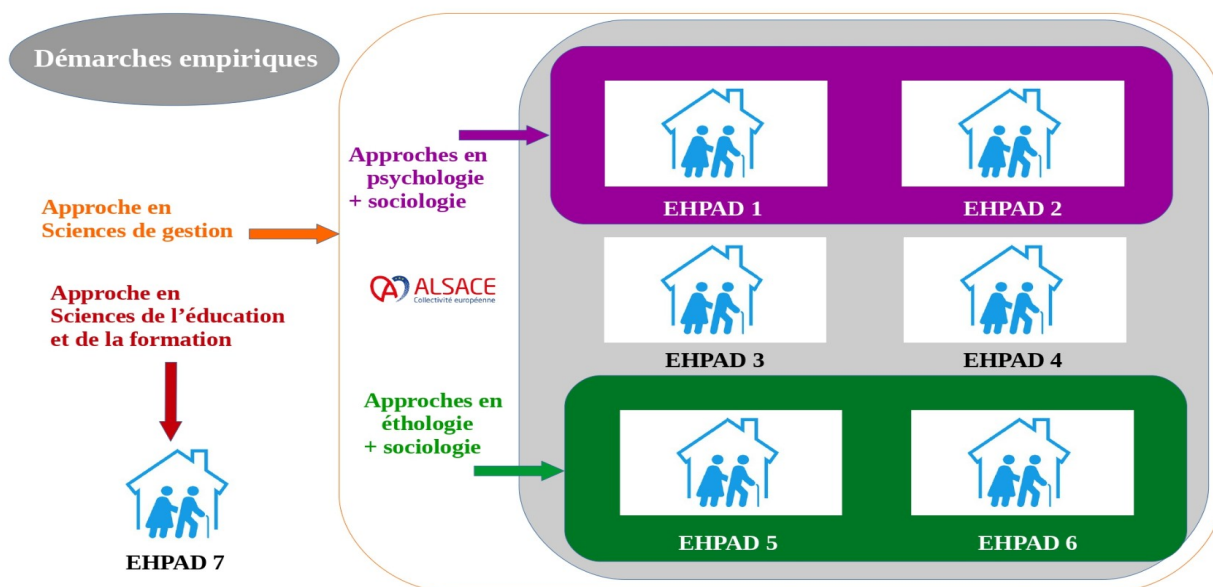 Démarches empiriques
Approche en
Sciences de gestion
Approche en
Sciences de l’éducation
et de la formation
EHPAD 7
Approches en
psychologie
+ sociologie
ALSACE
Collectivité européenne
Approches en
éthologie
+ sociologie
EHPAD 1
EHPAD 2
EHPAD 3
EHPAD 4
EHPAD 5
EHPAD 6